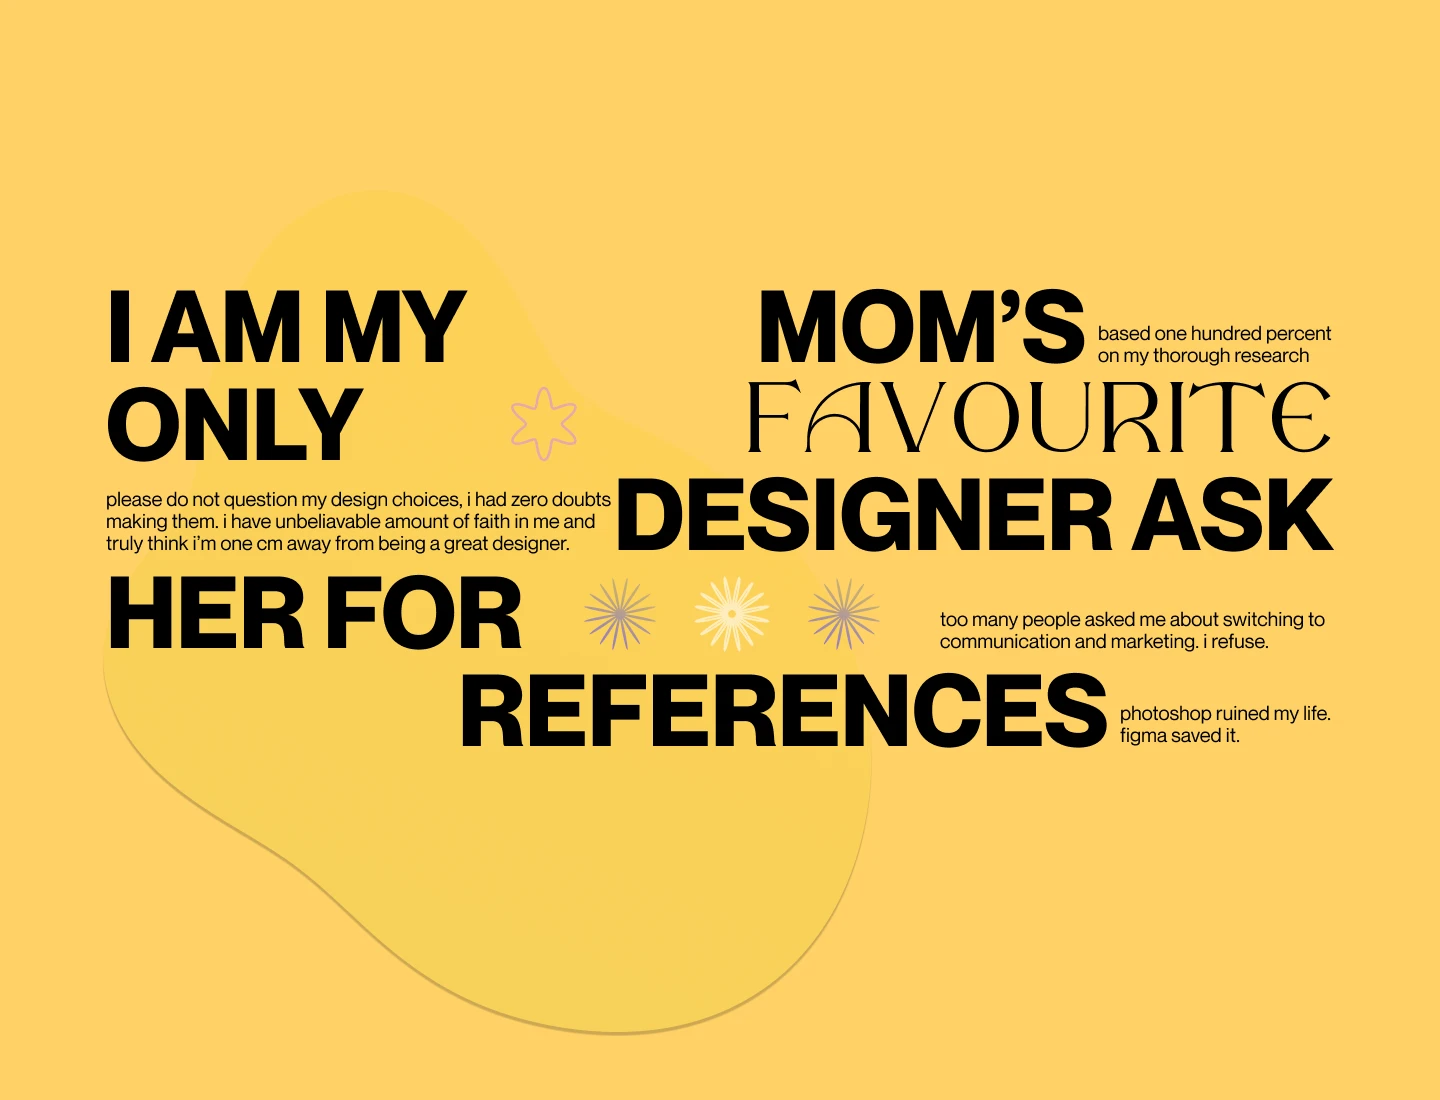 I AM MY
MOM’S
based one hundred percent
on my thorough research
ONLY
FAVOURITE
please do not question my design choices, i had zero doubts
making them. i have unbeliavable amount of faith in me and
truly think i’m one cm away from being a great designer.
DESIGNER ASK
HER FOR
too many people asked me about switching to
communication and marketing. i refuse.
REFERENCES
photoshop ruined my life.
figma saved it.